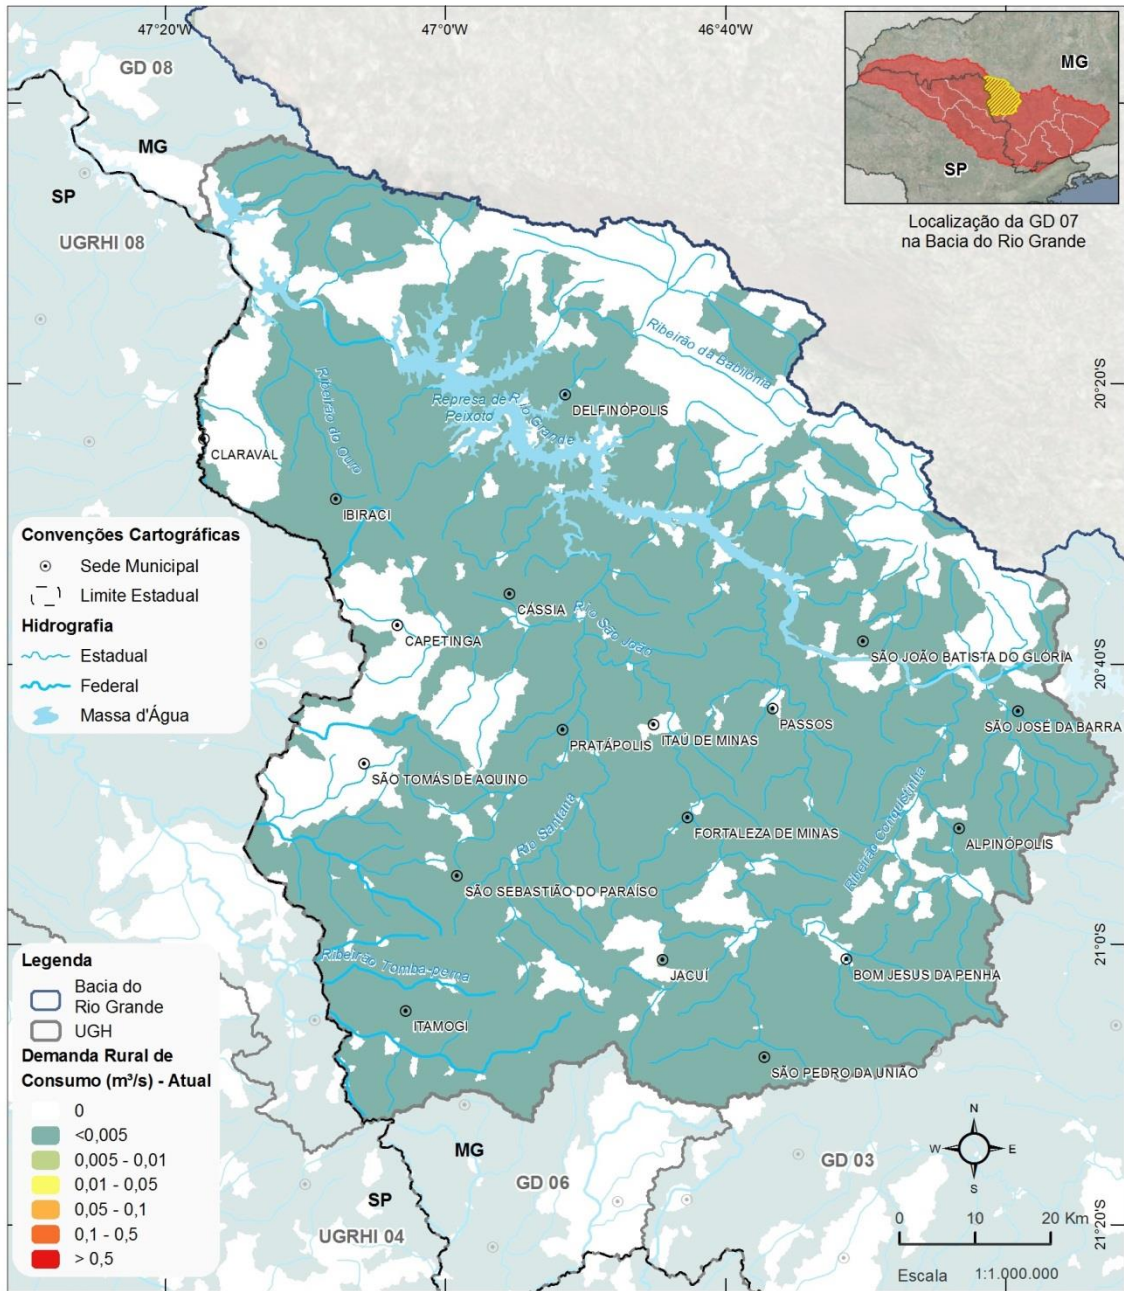 47°20'W
47°0'W
46°40'W
GD 08
MG
MG
SP
Localização da GD 07
na Bacia do Rio Grande
SP
UGRHI 08
Ribeirão da Babilônia
20°20'S
Ribeirão do Ouro
Represa de
Peixoto
Rio Grande
DELFINÓPOLIS
CLARAVAL
IBIRACI
Convenções Cartográficas
Sede Municipal
Limite Estadual
Hidrografia
Estadual
Federal
Massa d'Água
CÁSSIA
CAPETINGA
Rio São João
SÃO JOÃO BATISTA DO GLÓRIA
20°40'S
PASSOS
SÃO JOSÉ DA BARRA
PRATÁPOLIS
ITAÚ DE MINAS
SÃO TOMÁS DE AQUINO
Rib Santana
FORTALEZA DE MINAS
Ribeirão Conquistinha
ALPINÓPOLIS
SÃO SEBASTIÃO DO PARAÍSO
21°0'S
Ribeirão Tomba-perna
JACUÍ
BOM JESUS DA PENHA
ITAMOGI
SÃO PEDRO DA UNIÃO
Legenda
Bacia do
Rio Grande
UGH
Demanda Rural de
Consumo (m³/s) - Atual
0
<0,005
0,005 - 0,01
0,01 - 0,05
0,05 - 0,1
0,1 - 0,5
> 0,5
MG
GD 06
GD 03
SP
UGRHI 04
N
W
E
S
21°20'S
0 10 20 Km
Escala 1:1.000.000